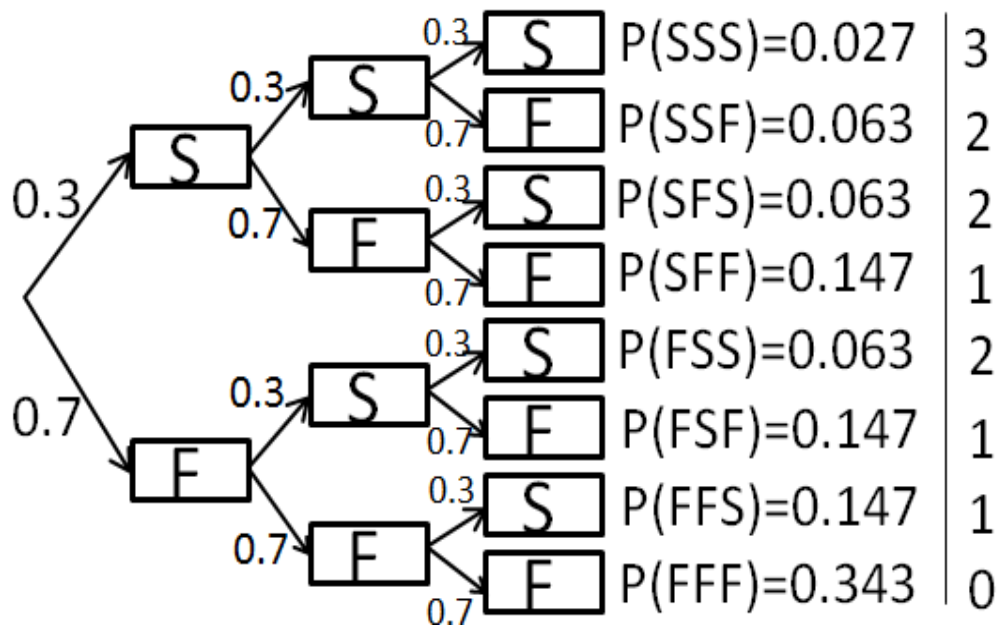 0.3 S P(SSS)=0.027 3
0.3 S
0.7 F P(SSF)=0.063 2
S
0.3
0.3 S P(SFS)=0.063 2
0.7 F
0.7 F P(SFF)=0.147 1
0.3 S P(FSS)=0.063 2
0.3 S
0.7
0.7 F P(FSF)=0.147 1
F
0.3 S P(FFS)=0.147 1
0.7 F
0.7 F P(FFF)=0.343 0